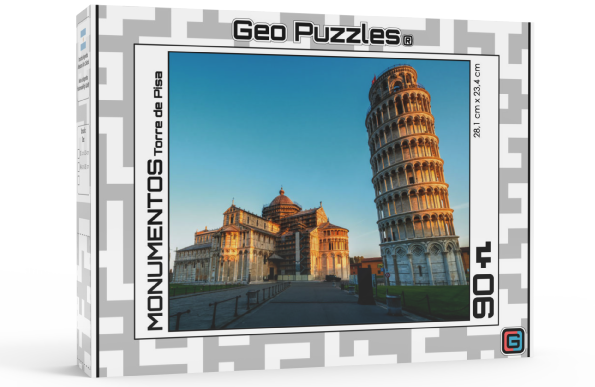 Geo Puzzles®
MONUMENTOS
Torre de Pisa
28,1 cm x 23,4 cm
90